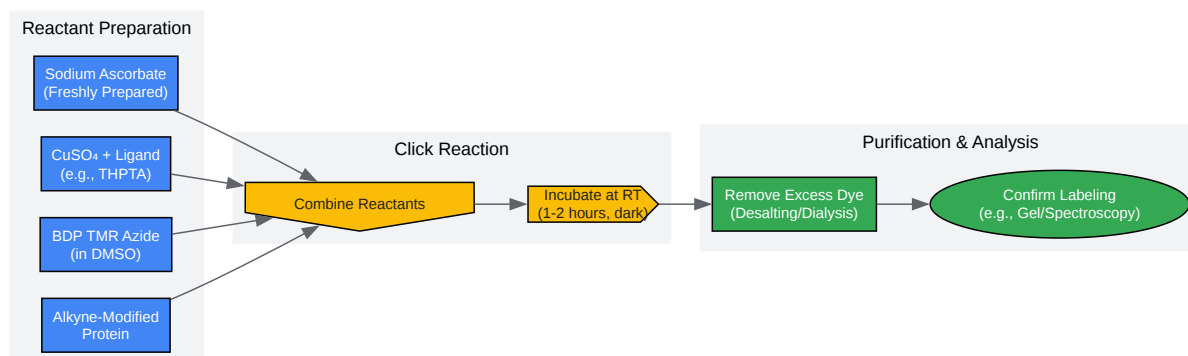 Reactant Preparation
Sodium Ascorbate
(Freshly Prepared)
CuSO₄ + Ligand
(e.g., THPTA)
BDP TMR Azide
(in DMSO)
Alkyne-Modified
Protein
Click Reaction
Combine Reactants
Incubate at RT
(1-2 hours, dark)
Purification & Analysis
Remove Excess Dye
(Desalting/Dialysis)
Confirm Labeling
(e.g., Gel/Spectroscopy)